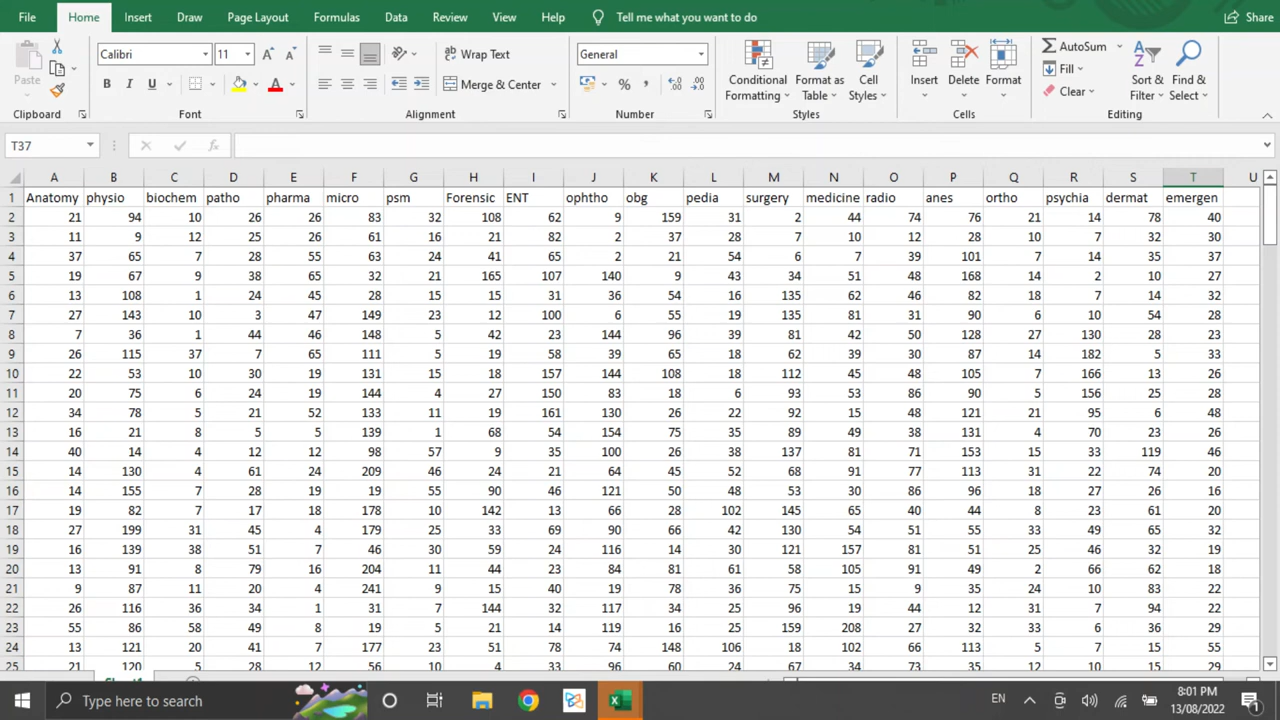 File Home Insert Draw Page Layout Formulas Data Review View Help Tell me what you want to do Share
Paste Calibri 11 Wrap Text General Conditional Formatting Format as Table Cell Styles Insert Delete Format AutoSum Fill Clear Sort & Filter Find & Select
B I U A Merge & Center % ,
Clipboard Font Alignment Number Styles Cells Editing
T37 fx
A B C D E F G H I J K L M N O P Q R S T U
1 Anatomy physio biochem patho pharma micro psm Forensic ENT ophtho obg pedia surgery medicine radio anes ortho psychia dermat emergen
2 21 94 10 26 26 83 32 108 62 9 159 31 2 44 74 76 21 14 78 40
3 11 9 12 25 26 61 16 21 82 2 37 28 7 10 12 28 10 7 32 30
4 37 65 7 28 55 63 24 41 65 2 21 54 6 7 39 101 7 14 35 37
5 19 67 9 38 65 32 21 165 107 140 9 43 34 51 48 168 14 2 10 27
6 13 108 1 24 45 28 15 15 31 36 54 16 135 62 46 82 18 7 14 32
7 27 143 10 3 47 149 23 12 100 6 55 19 135 81 31 90 6 10 54 28
8 7 36 1 44 46 148 5 42 23 144 96 39 81 42 50 128 27 130 28 23
9 26 115 37 7 65 111 5 19 58 39 65 18 62 39 30 87 14 182 5 33
10 22 53 10 30 19 131 15 18 157 144 108 18 112 45 48 105 7 166 13 26
11 20 75 6 24 19 144 4 27 150 83 18 6 93 53 86 90 5 156 25 28
12 34 78 5 21 52 133 11 19 161 130 26 22 92 15 48 121 21 95 6 48
13 16 21 8 5 5 139 1 68 54 154 75 35 89 49 38 131 4 70 23 26
14 40 14 4 12 12 98 57 9 35 100 26 38 137 81 71 153 15 33 119 46
15 14 130 4 61 24 209 46 24 21 64 45 52 68 91 77 113 31 22 74 20
16 14 155 7 28 19 19 55 90 46 121 50 48 53 30 86 96 18 27 26 16
17 19 82 7 17 18 178 10 142 13 66 28 102 145 65 40 44 8 23 61 20
18 27 199 31 45 4 179 25 33 69 90 66 42 130 54 51 55 33 49 65 32
19 16 139 38 51 7 46 30 59 24 116 14 30 121 157 81 51 25 46 32 19
20 13 91 8 79 16 204 11 44 23 84 81 61 58 105 91 49 2 66 62 18
21 9 87 11 20 4 241 9 15 40 19 78 36 75 15 9 35 24 10 83 22
22 26 116 36 34 1 31 7 144 32 117 34 25 96 19 44 12 31 7 94 22
23 55 86 58 49 8 19 5 21 14 119 16 25 159 208 27 32 33 6 36 29
24 13 121 20 41 7 177 23 51 78 74 148 106 18 102 66 113 5 7 15 55
25 21 120 5 28 12 56 10 4 33 96 60 24 67 34 73 35 12 10 15 29
Type here to search EN 8:01 PM
13/08/2022 1